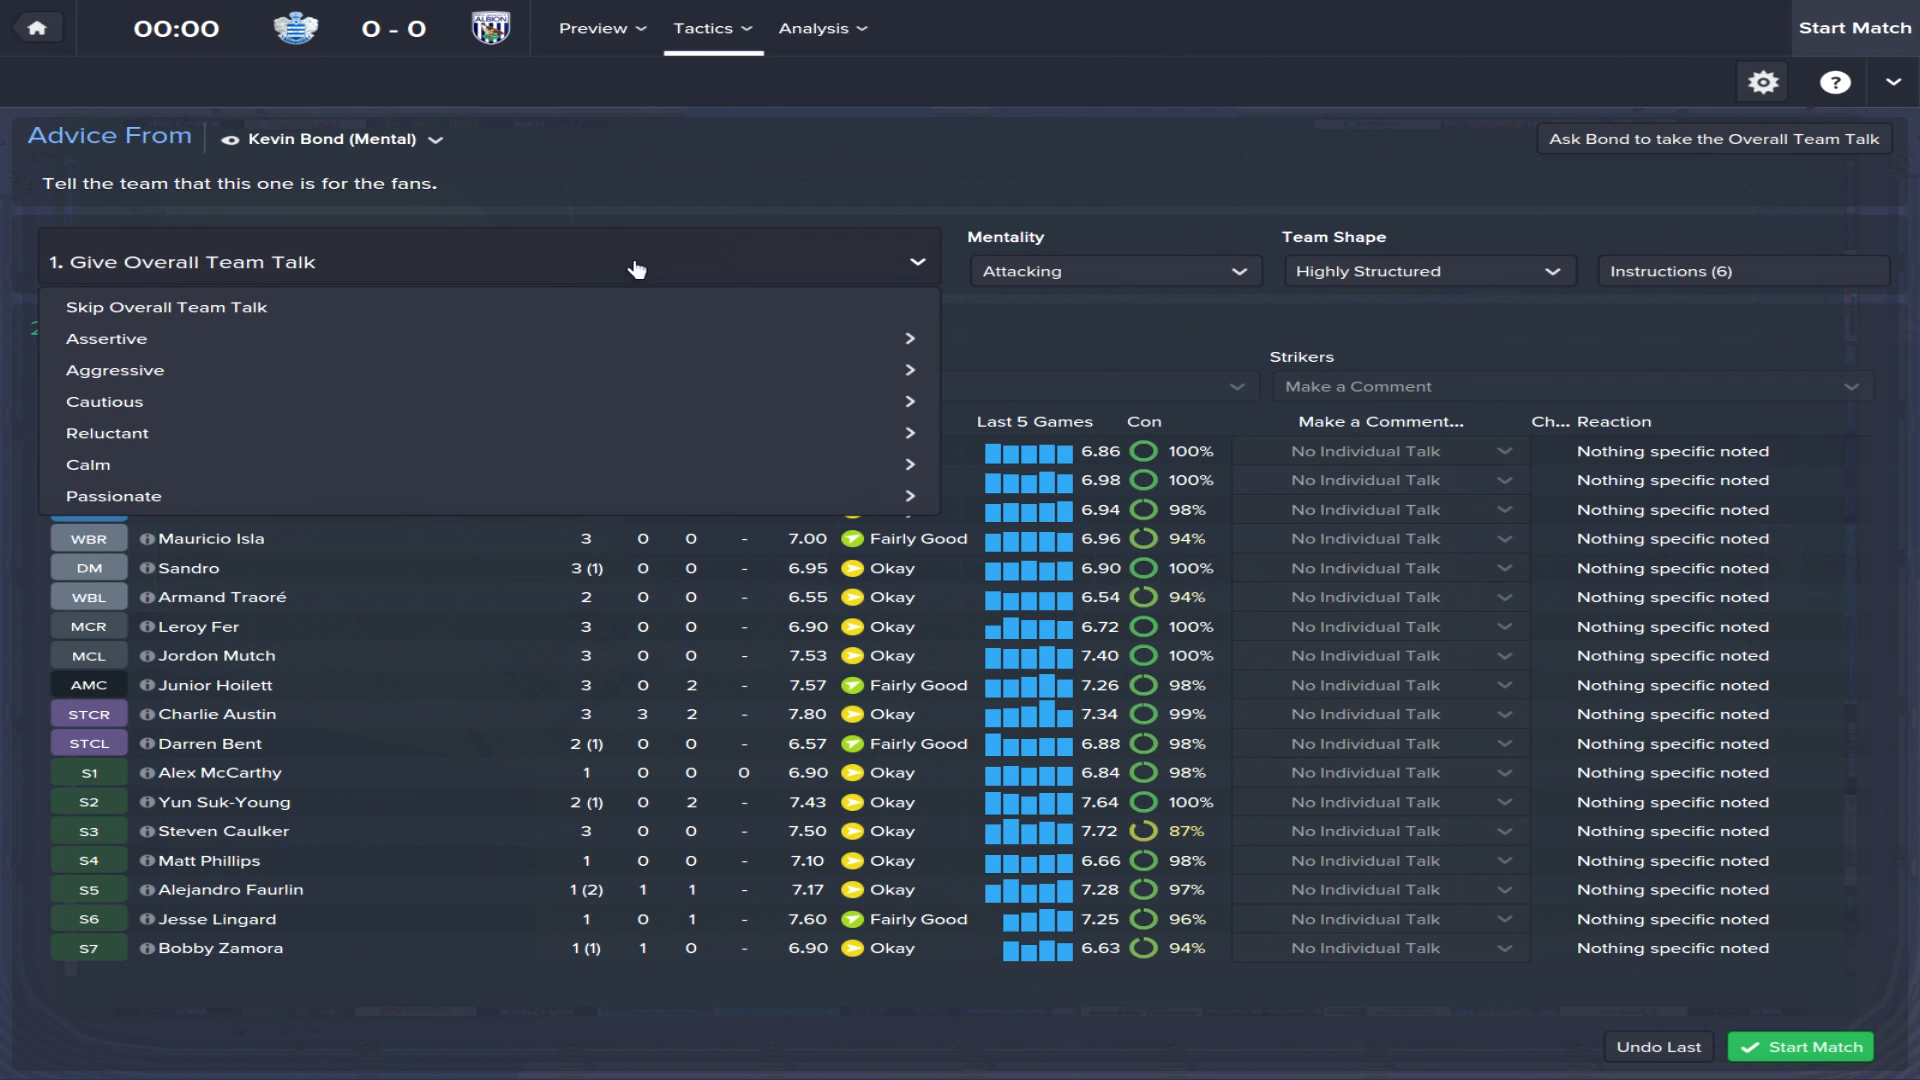 00:00 0 - 0 ALBION Preview Tactics Analysis Start Match
?
Advice From Kevin Bond (Mental) Ask Bond to take the Overall Team Talk
Tell the team that this one is for the fans.
Mentality Team Shape
1. Give Overall Team Talk Attacking Highly Structured Instructions (6)
Skip Overall Team Talk
Assertive
Aggressive
Cautious
Reluctant
Calm
Passionate
Strikers
Make a Comment
Last 5 Games Con Make a Comment... Ch... Reaction
6.86 100% No Individual Talk Nothing specific noted
6.98 100% No Individual Talk Nothing specific noted
6.94 98% No Individual Talk Nothing specific noted
WBR Mauricio Isla 3 0 0 - 7.00 Fairly Good 6.96 94% No Individual Talk Nothing specific noted
DM Sandro 3 (1) 0 0 - 6.95 Okay 6.90 100% No Individual Talk Nothing specific noted
WBL Armand Traoré 2 0 0 - 6.55 Okay 6.54 94% No Individual Talk Nothing specific noted
MCR Leroy Fer 3 0 0 - 6.90 Okay 6.72 100% No Individual Talk Nothing specific noted
MCL Jordon Mutch 3 0 0 - 7.53 Okay 7.40 100% No Individual Talk Nothing specific noted
AMC Junior Hoilett 3 0 2 - 7.57 Fairly Good 7.26 98% No Individual Talk Nothing specific noted
STCR Charlie Austin 3 3 2 - 7.80 Okay 7.34 99% No Individual Talk Nothing specific noted
STCL Darren Bent 2 (1) 0 0 - 6.57 Fairly Good 6.88 98% No Individual Talk Nothing specific noted
S1 Alex McCarthy 1 0 0 0 6.90 Okay 6.84 98% No Individual Talk Nothing specific noted
S2 Yun Suk-Young 2 (1) 0 2 - 7.43 Okay 7.64 100% No Individual Talk Nothing specific noted
S3 Steven Caulker 3 0 0 - 7.50 Okay 7.72 87% No Individual Talk Nothing specific noted
S4 Matt Phillips 1 0 0 - 7.10 Okay 6.66 98% No Individual Talk Nothing specific noted
S5 Alejandro Faurlin 1 (2) 1 1 - 7.17 Okay 7.28 97% No Individual Talk Nothing specific noted
S6 Jesse Lingard 1 0 1 - 7.60 Fairly Good 7.25 96% No Individual Talk Nothing specific noted
S7 Bobby Zamora 1 (1) 1 0 - 6.90 Okay 6.63 94% No Individual Talk Nothing specific noted
Undo Last Start Match